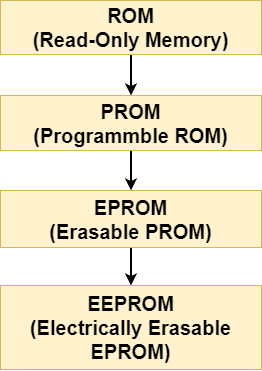 ROM
(Read-Only Memory)
PROM
(Programmble ROM)
EPROM
(Erasable PROM)
EEPROM
(Electrically Erasable
EPROM)